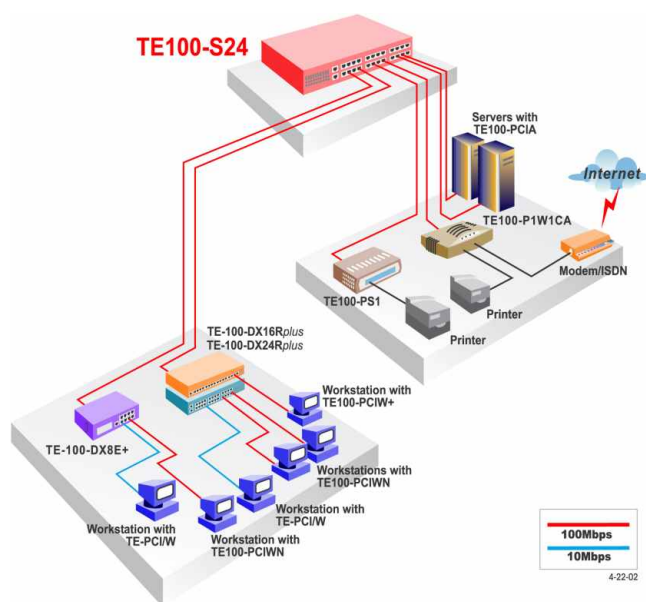 TE100-S24
Servers with
TE100-PCIA
Internet
TE100-P1W1CA
Modem/ISDN
TE100-PS1
Printer
Printer
TE-100-DX16Rplus
TE-100-DX24Rplus
Workstation with
TE100-PCIW+
TE-100-DX8E+
Workstations with
TE100-PCIWN
Workstation with
TE-PCI/W
Workstation with
TE-PCI/W
Workstation with
TE100-PCIWN
100Mbps
10Mbps
4-22-02